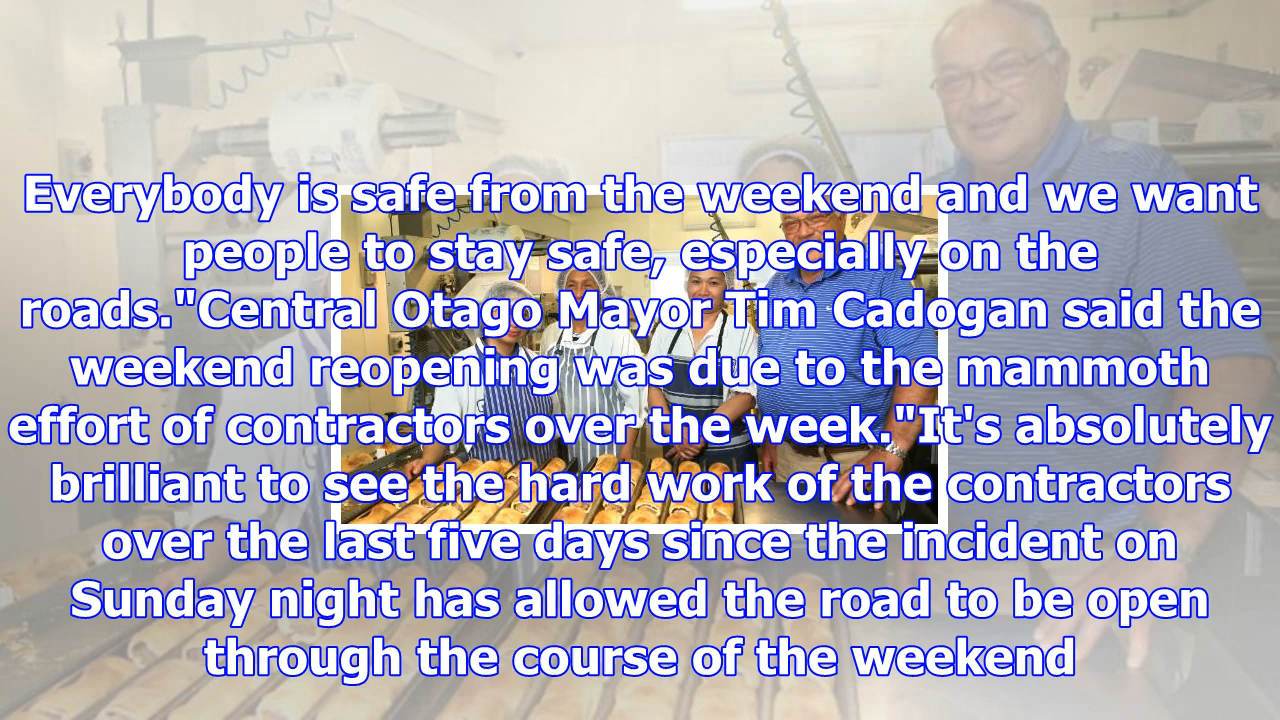 Everybody is safe from the weekend and we want
people to stay safe, especially on the
roads."Central Otago Mayor Tim Cadogan said the
weekend reopening was due to the mammoth
effort of contractors over the week."It's absolutely
brilliant to see the hard work of the contractors
over the last five days since the incident on
Sunday night has allowed the road to be open
through the course of the weekend